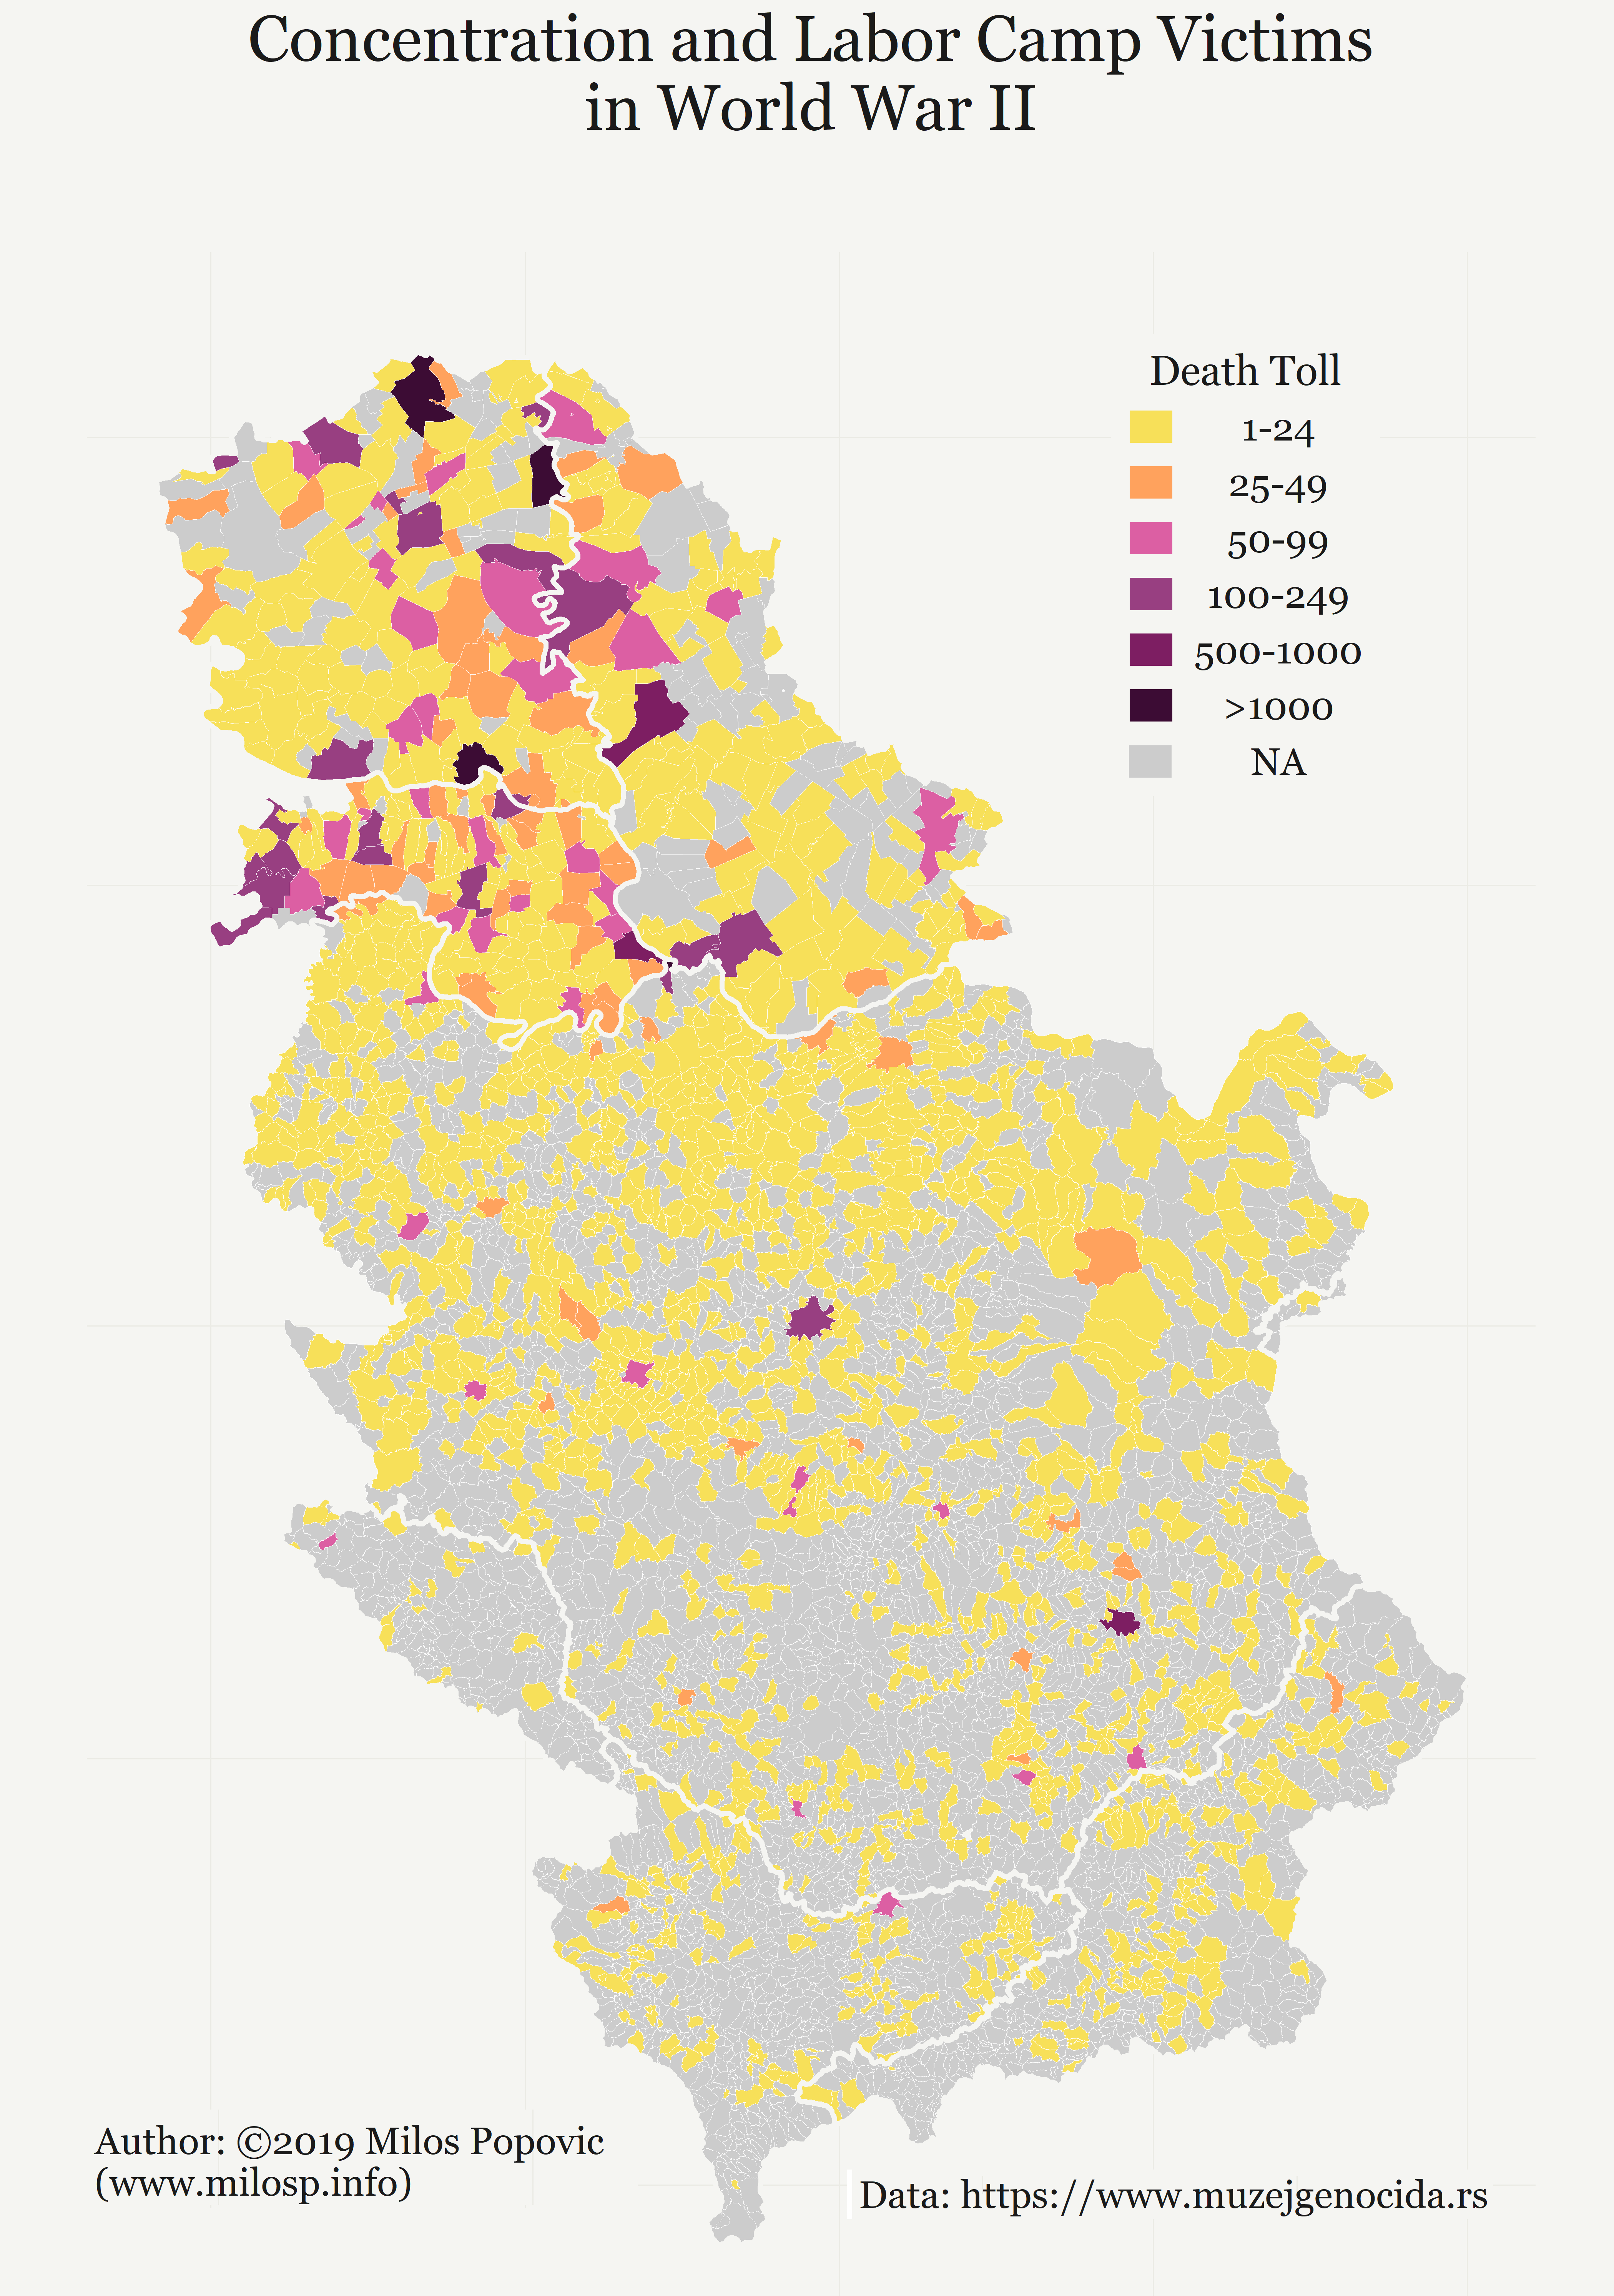 Concentration and Labor Camp Victims
in World War II
Death Toll
1-24
25-49
50-99
100-249
500-1000
>1000
NA
Author: ©2019 Milos Popovic
(www.milosp.info)
Data: https://www.muzejgenocida.rs